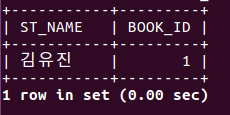 +-----------+---------+
| ST_NAME   | BOOK_ID |
+-----------+---------+
| 김유진    |       1 |
+-----------+---------+
1 row in set (0.00 sec)